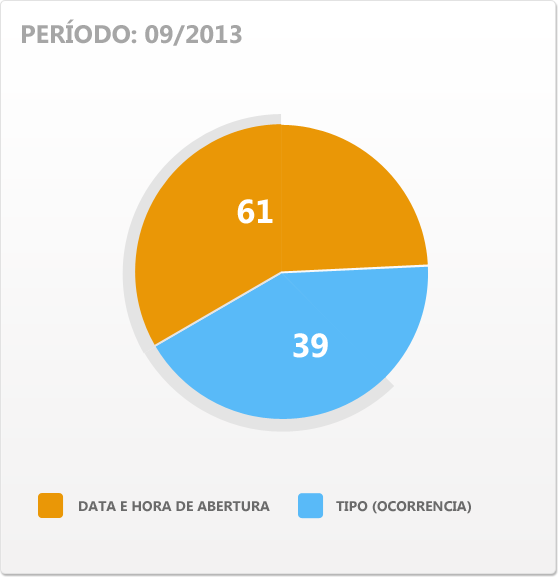 PERÍODO: 09/2013
61
39
DATA E HORA DE ABERTURA
TIPO (OCORRENCIA)